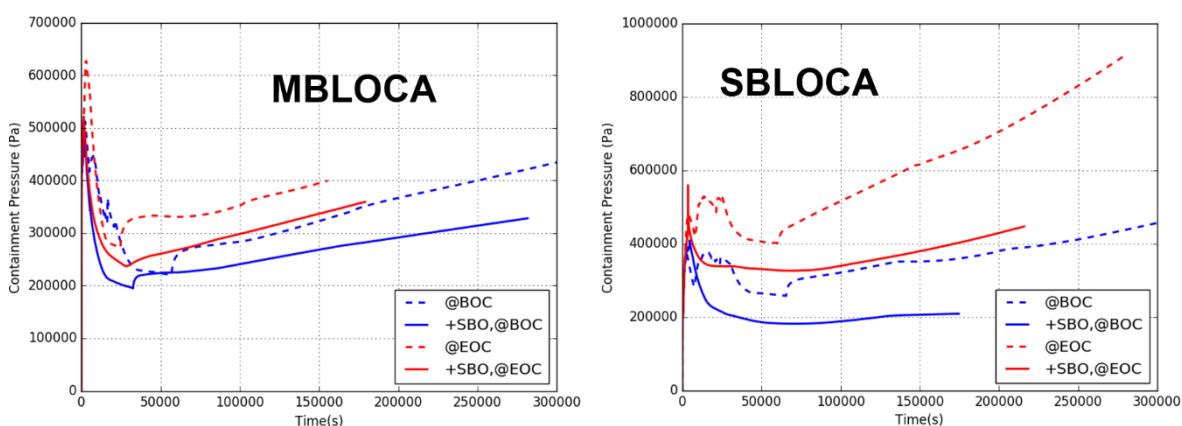 MBLOCA
Containment Pressure (Pa)
700000
600000
500000
400000
300000
200000
100000
0
@BOC
+SBO,@BOC
@EOC
+SBO,@EOC
0 50000 100000 150000 200000 250000 300000
Time(s)
SBLOCA
Containment Pressure (Pa)
1000000
800000
600000
400000
200000
0
@BOC
+SBO,@BOC
@EOC
+SBO,@EOC
0 50000 100000 150000 200000 250000 300000
Time(s)